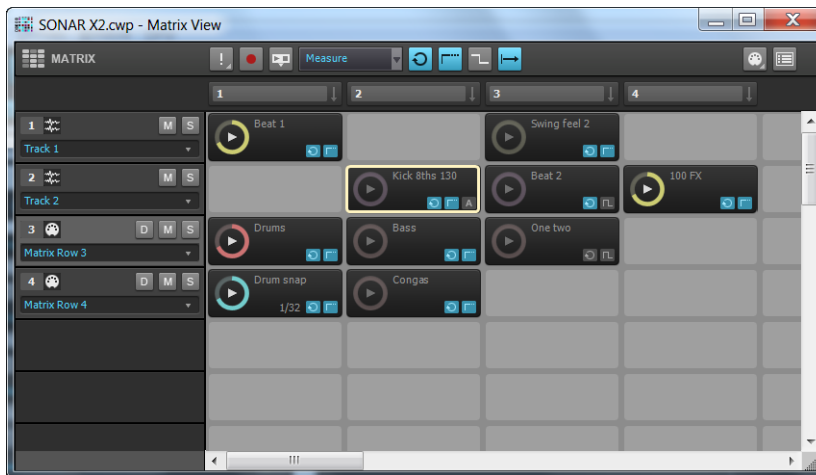 SONAR X2.cwp - Matrix View
MATRIX
! Measure
1 2 3 4
1 M S
Track 1
Beat 1
Swing feel 2
2 M S
Track 2
Kick 8ths 130
A
Beat 2
100 FX
3 D M S
Matrix Row 3
Drums
Bass
One two
4 D M S
Matrix Row 4
Drum snap
1/32
Congas